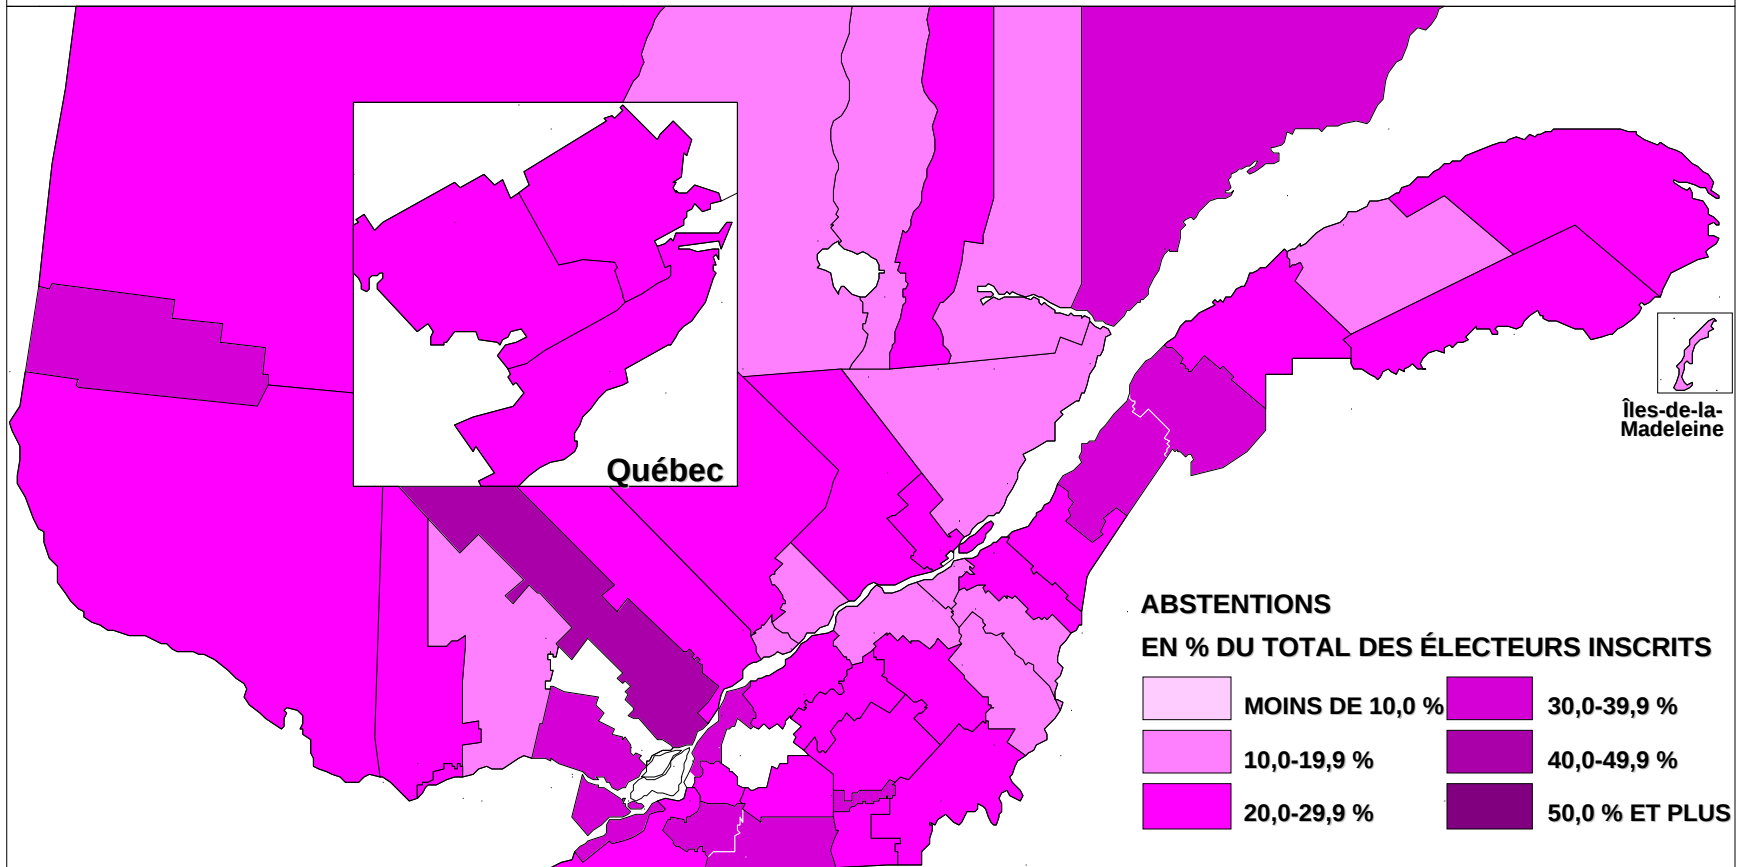 Québec
Îles-de-la-
Madeleine
ABSTENTIONS
EN % DU TOTAL DES ÉLECTEURS INSCRITS
MOINS DE 10,0 %
10,0-19,9 %
20,0-29,9 %
30,0-39,9 %
40,0-49,9 %
50,0 % ET PLUS